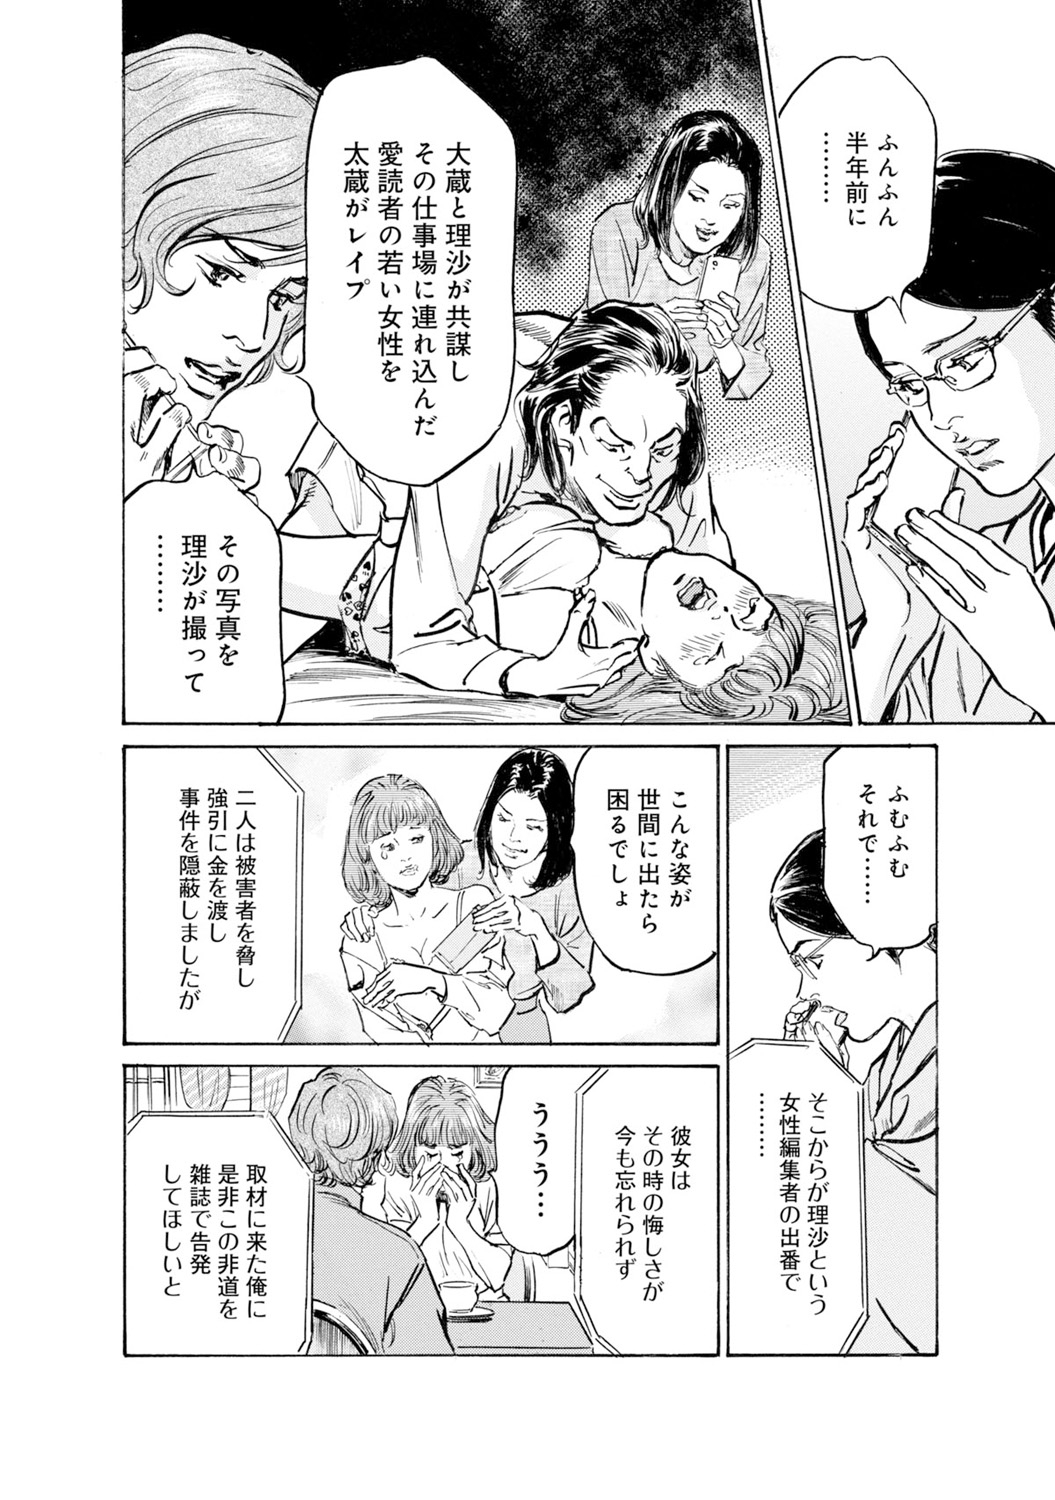 ふんふん
半年前に
………
大蔵と理沙が共謀し
その仕事場に連れ込んだ
愛読者の若い女性を
太蔵がレイプ
その写真を
理沙が撮って
………
ふむふむ
それで……
そこからが理沙という
女性編集者の出番で
………
こんな姿が
世間に出たら
困るでしょ
二人は被害者を脅し
強引に金を渡し
事件を隠蔽しましたが
彼女は
その時の悔しさが
今も忘れられず
ううう…
取材に来た俺に
是非この非道を
雑誌で告発
してほしいと